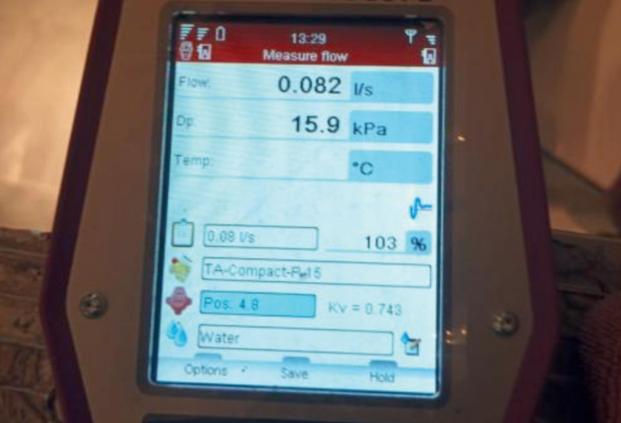 13:29
Measure flow
Flow: 0.082 l/s
Dp: 15.9 kPa
Temp: °C
0.08 l/s 103 %
Pos. 4.8 Kv = 0.743
Water
Options Save Hold